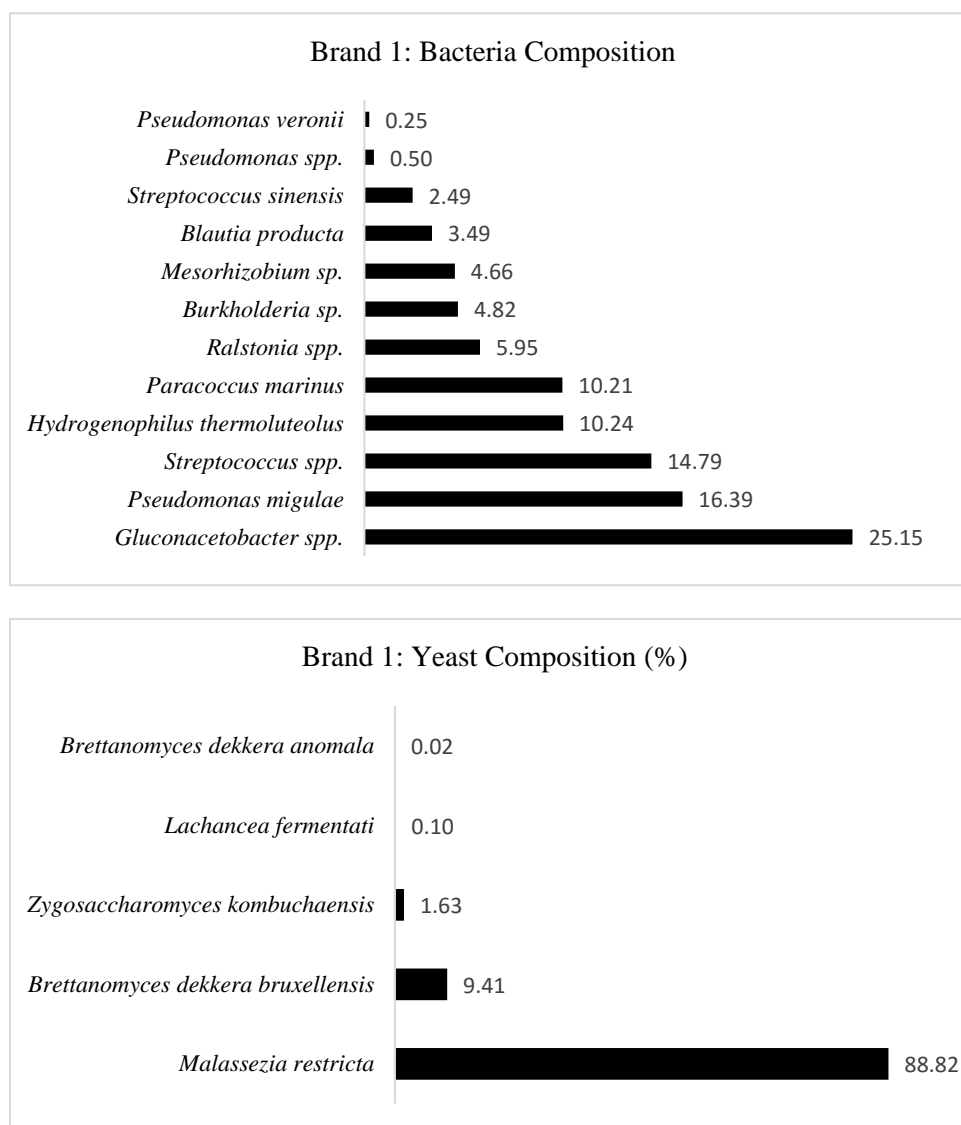 Brand 1: Bacteria Composition
Pseudomonas veronii 0.25
Pseudomonas spp. 0.50
Streptococcus sinensis 2.49
Blautia producta 3.49
Mesorhizobium sp. 4.66
Burkholderia sp. 4.82
Ralstonia spp. 5.95
Paracoccus marinus 10.21
Hydrogenophilus thermoluteolus 10.24
Streptococcus spp. 14.79
Pseudomonas migulae 16.39
Gluconacetobacter spp. 25.15
Brand 1: Yeast Composition (%)
Brettanomyces dekkera anomala 0.02
Lachancea fermentati 0.10
Zygosaccharomyces kombuchaensis 1.63
Brettanomyces dekkera bruxellensis 9.41
Malassezia restricta 88.82